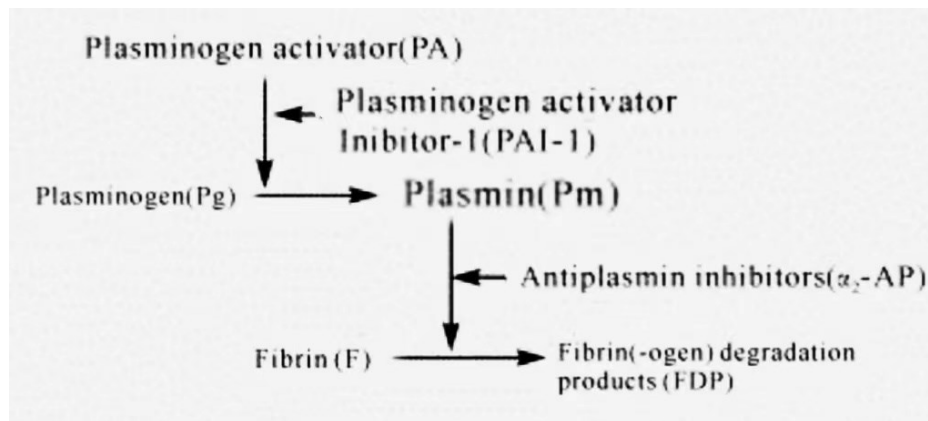 Plasminogen activator(PA)
Plasminogen activator
Inibitor-1(PAI-1)
Plasminogen(Pg)
Plasmin(Pm)
Antiplasmin inhibitors(α₂-AP)
Fibrin (F)
Fibrin(-ogen) degradation
products (FDP)